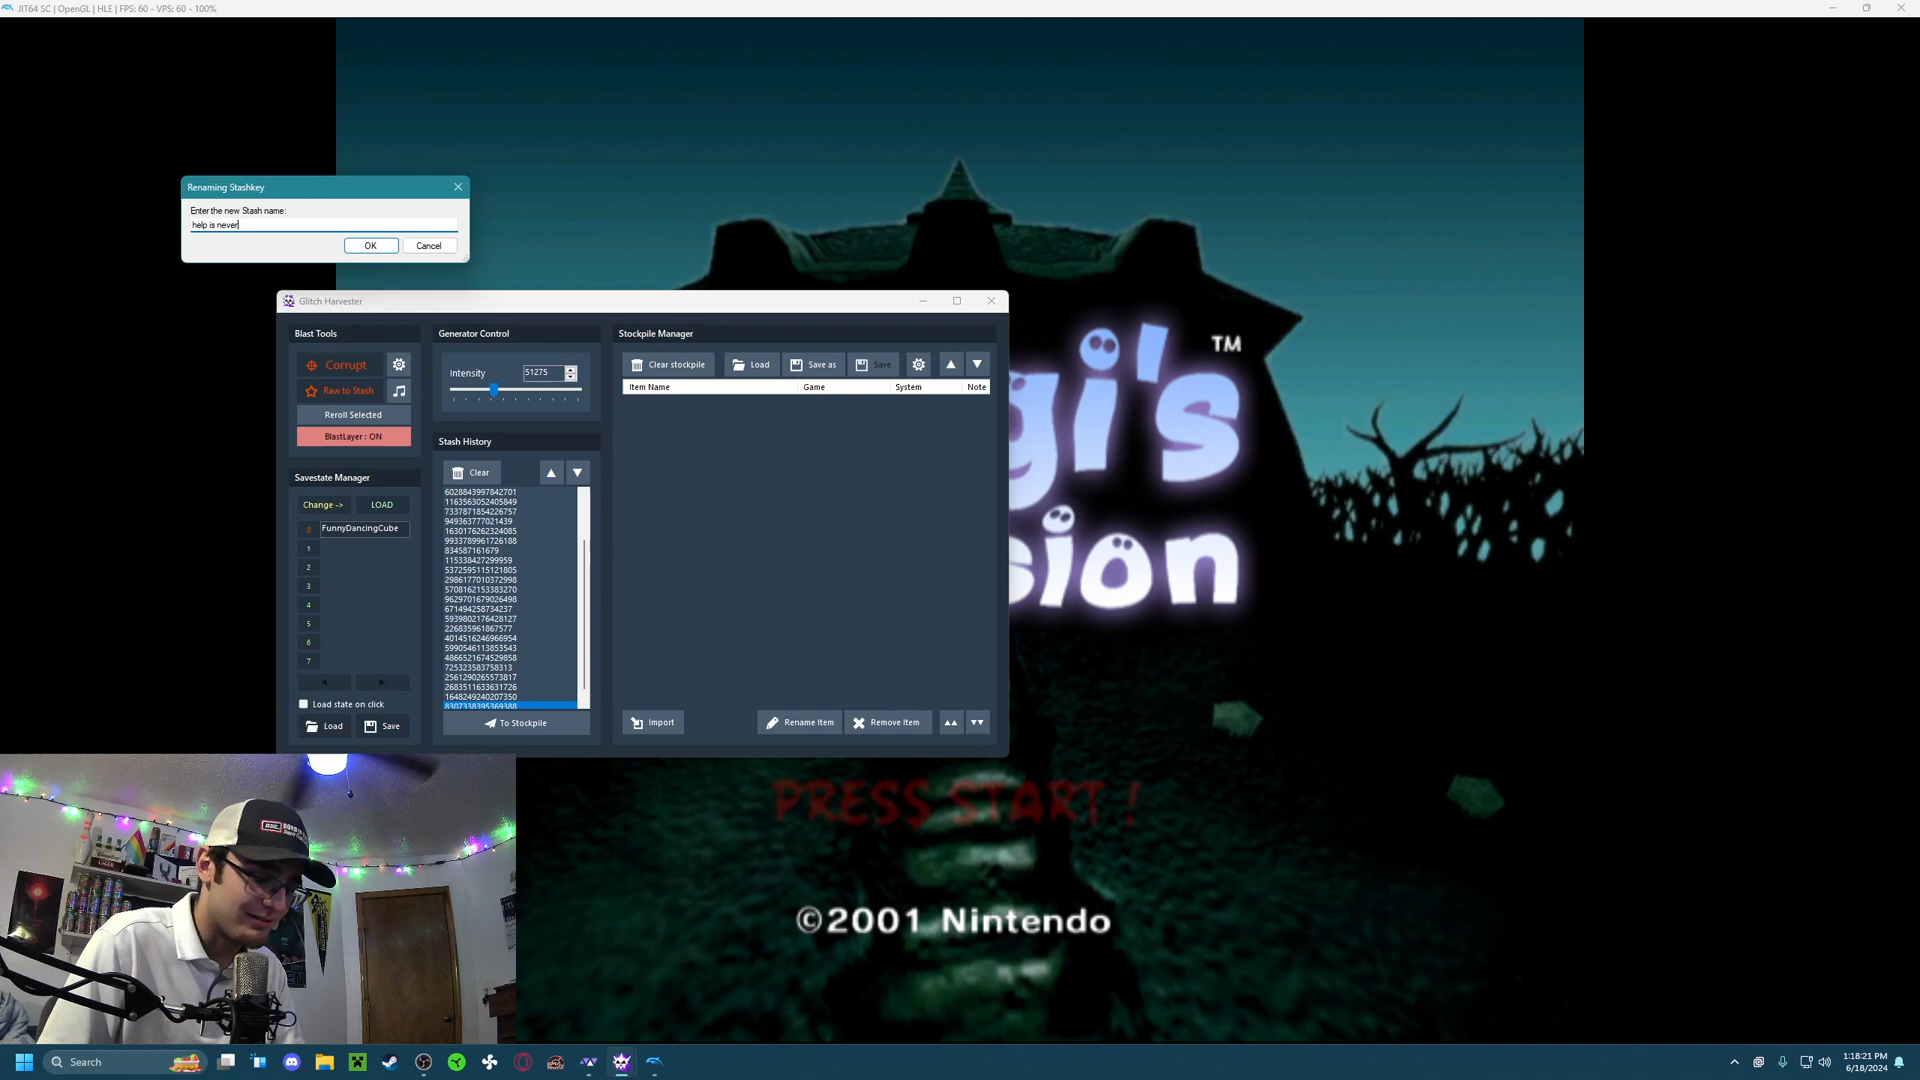 JIT64 SC | OpenGL | HLE | FPS: 60 - VPS: 60 - 100%
Renaming Stashkey
Enter the new Stash name:
help is never
OK
Cancel
Glitch Harvester
Blast Tools
Corrupt
Raw to Stash
Reroll Selected
BlastLayer : ON
Generator Control
Intensity
51275
Stash History
Clear
6028843997842701
1163563052405849
7337871854226757
949363777021439
1630176262324085
9933789961726188
834587161679
115338427299959
5372595115121805
2986177010372998
5708162153383270
9629701679026498
671494258734237
5939802176428127
226835961867577
4014516246966954
5990546113853543
4866521674529858
725323583758313
2561290265573817
2683511633631726
1648249240207350
8307338395369388
To Stockpile
Savestate Manager
Change ->
LOAD
0
FunnyDancingCube
1
2
3
4
5
6
7
Load state on click
Load
Save
Stockpile Manager
Clear stockpile
Load
Save as
Save
Item Name
Game
System
Note
Import
Rename Item
Remove Item
gi's
TM
sion
PRESS START !
©2001 Nintendo
Search
1:18:21 PM
6/18/2024